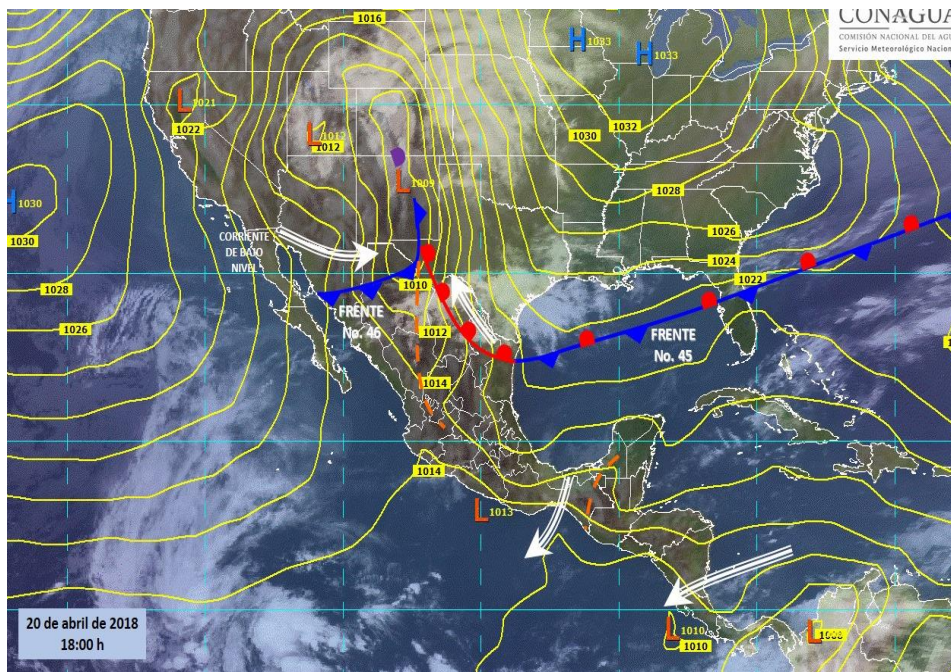 1016
H
1033
H
1033
CONAGUA
COMISIÓN NACIONAL DEL AGUA
Servicio Meteorológico Nacional
L
1021
1022
L
1012
1012
1030
1032
L
1009
1028
H
1030
1030
CORRIENTE
DE BAJO
NIVEL
1026
1024
1022
1028
1010
1026
FRENTE
No. 46
1012
FRENTE
No. 45
1014
1014
L
1013
20 de abril de 2018
18:00 h
L
1010
1010
L
1008